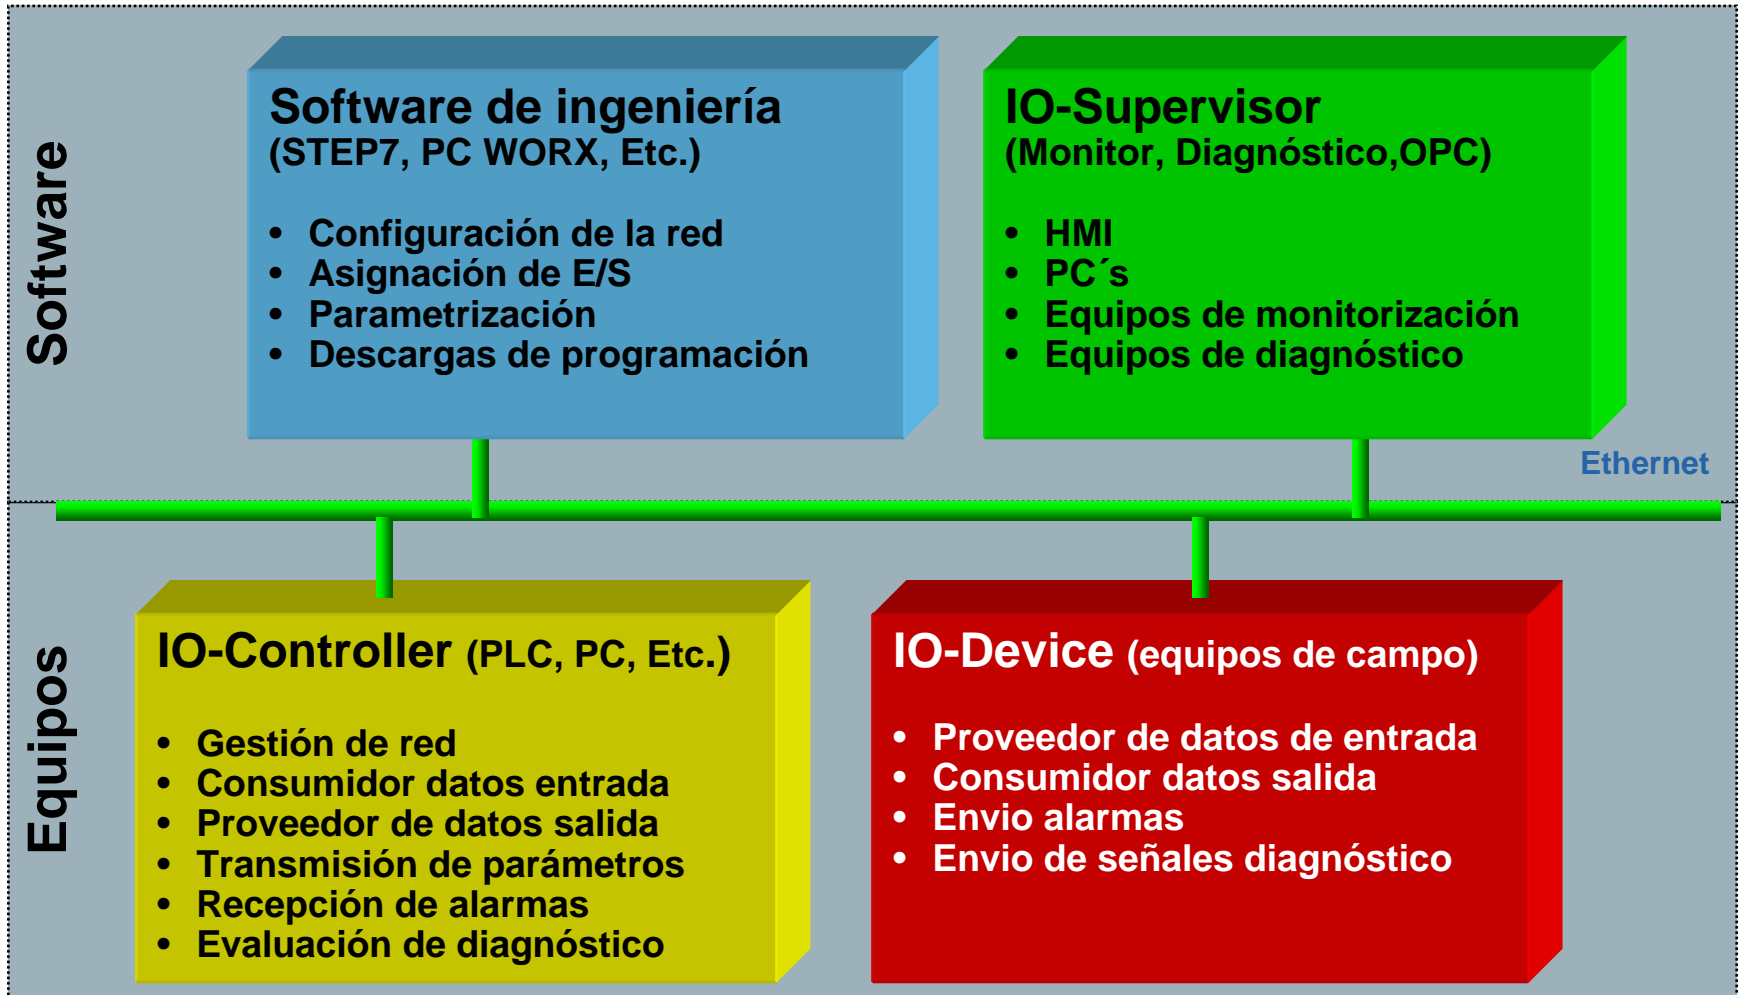 Software
Software de ingeniería
(STEP7, PC WORX, Etc.)
• Configuración de la red
• Asignación de E/S
• Parametrización
• Descargas de programación
IO-Supervisor
(Monitor, Diagnóstico,OPC)
• HMI
• PC´s
• Equipos de monitorización
• Equipos de diagnóstico
Ethernet
Equipos
IO-Controller (PLC, PC, Etc.)
• Gestión de red
• Consumidor datos entrada
• Proveedor de datos salida
• Transmisión de parámetros
• Recepción de alarmas
• Evaluación de diagnóstico
IO-Device (equipos de campo)
• Proveedor de datos de entrada
• Consumidor datos salida
• Envio alarmas
• Envio de señales diagnóstico